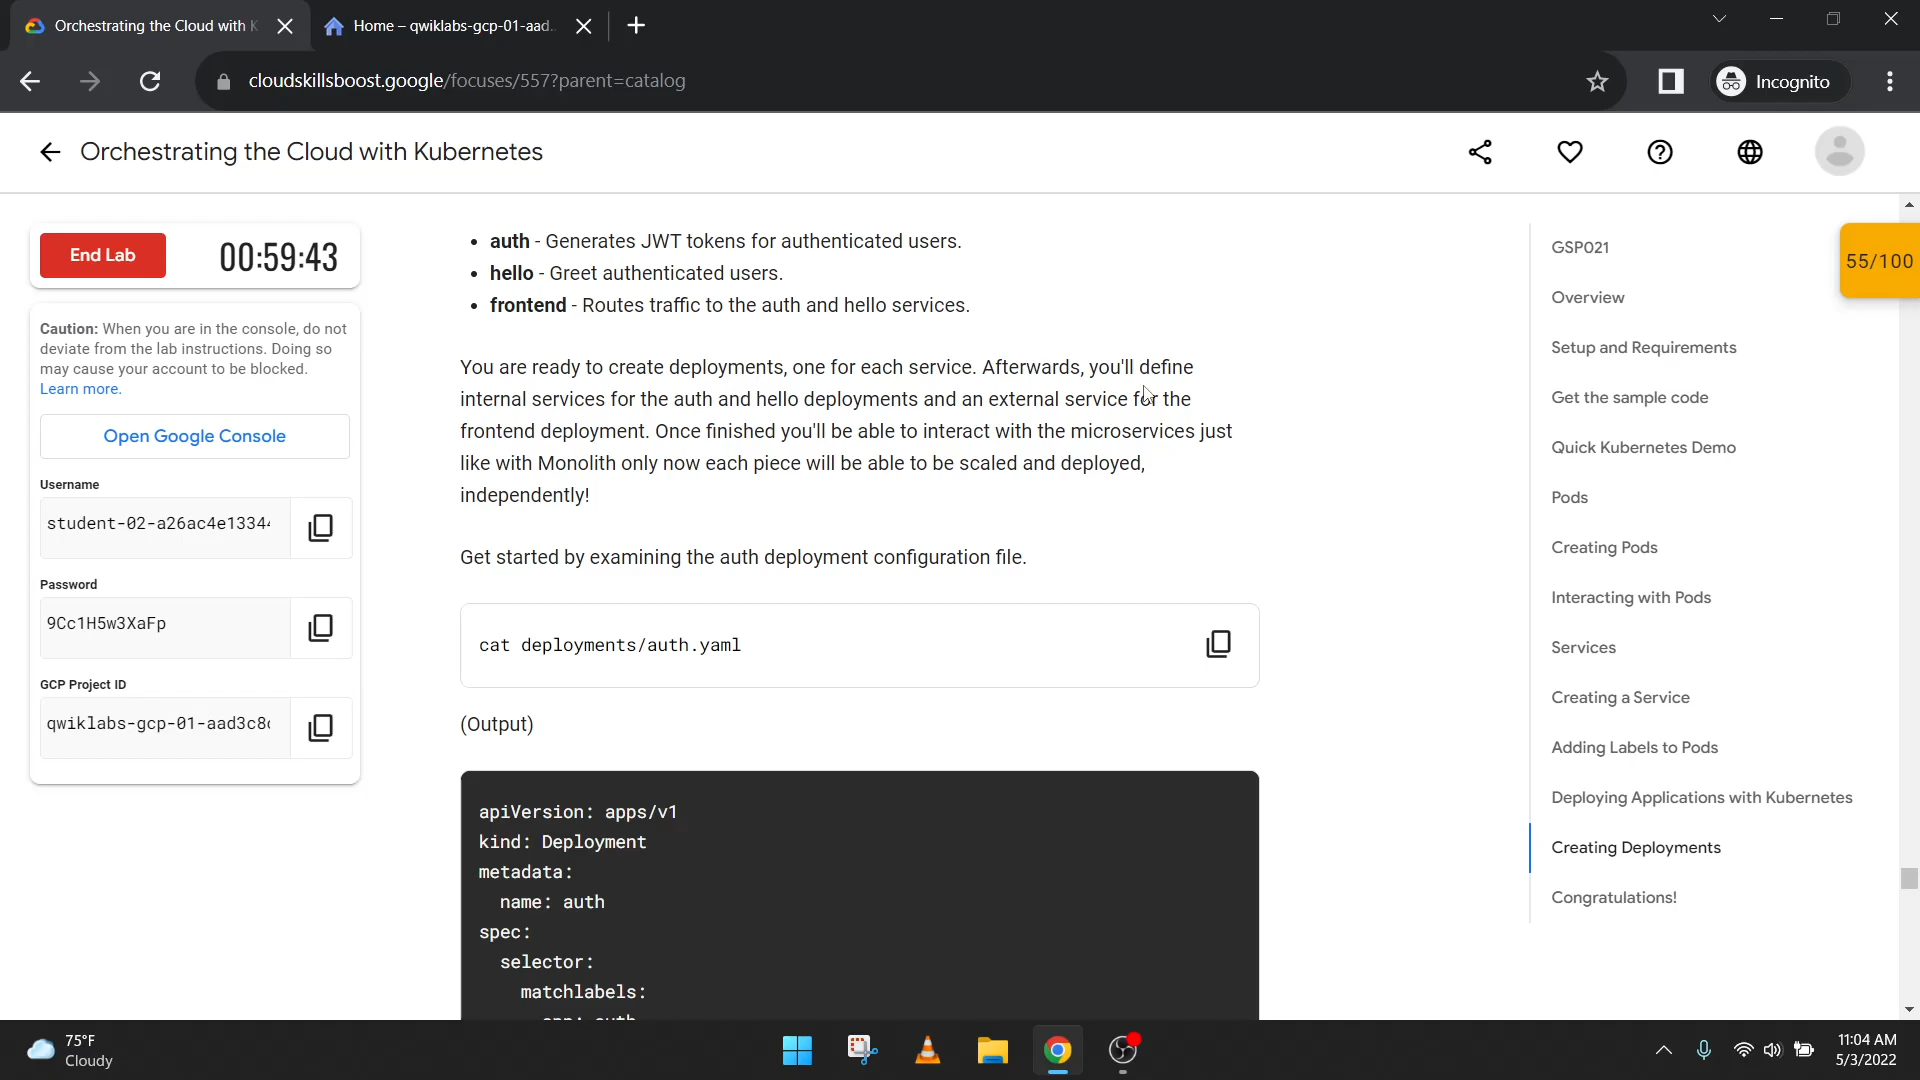 Orchestrating the Cloud with K
Home – qwiklabs-gcp-01-aad..
cloudskillsboost.google/focuses/557?parent=catalog
Incognito
Orchestrating the Cloud with Kubernetes
End Lab
00:59:43
Caution: When you are in the console, do not
deviate from the lab instructions. Doing so
may cause your account to be blocked.
Learn more.
Open Google Console
Username
student-02-a26ac4e1334
Password
9Cc1H5w3XaFp
GCP Project ID
qwiklabs-gcp-01-aad3c8
• auth - Generates JWT tokens for authenticated users.
• hello - Greet authenticated users.
• frontend - Routes traffic to the auth and hello services.
You are ready to create deployments, one for each service. Afterwards, you'll define
internal services for the auth and hello deployments and an external service for the
frontend deployment. Once finished you'll be able to interact with the microservices just
like with Monolith only now each piece will be able to be scaled and deployed,
independently!
Get started by examining the auth deployment configuration file.
cat deployments/auth.yaml
(Output)
apiVersion: apps/v1
kind: Deployment
metadata:
  name: auth
spec:
  selector:
    matchlabels:
      app: auth
GSP021
Overview
Setup and Requirements
Get the sample code
Quick Kubernetes Demo
Pods
Creating Pods
Interacting with Pods
Services
Creating a Service
Adding Labels to Pods
Deploying Applications with Kubernetes
Creating Deployments
Congratulations!
55/100
75°F
Cloudy
11:04 AM
5/3/2022